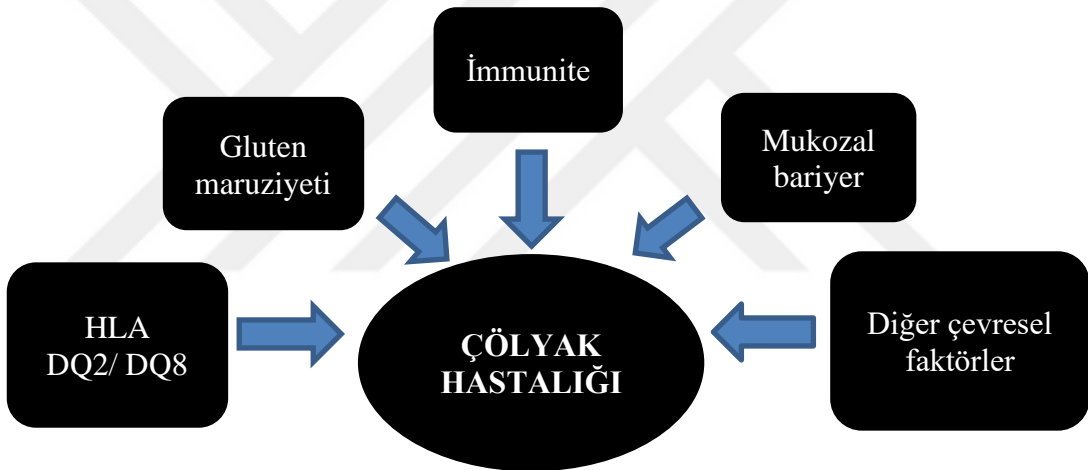 İmmunite
Gluten
maruziyeti
Mukozal
bariyer
HLA
DQ2/ DQ8
ÇÖLYAK
HASTALIĞI
Diğer çevresel
faktörler